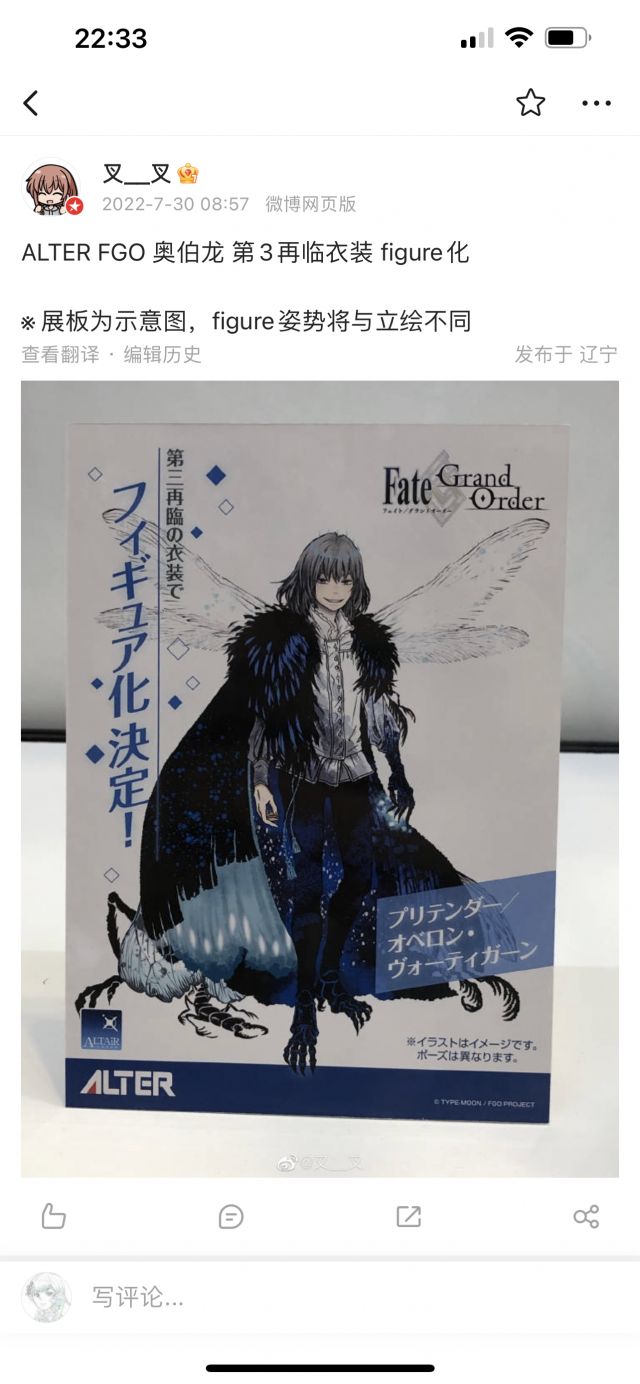 22:33
叉__叉
2022-7-30 08:57 微博网页版
ALTER FGO 奥伯龙 第3再临衣装 figure化
※ 展板为示意图，figure姿势将与立绘不同
查看翻译 · 编辑历史
发布于 辽宁
第三再臨の衣装で
フィギュア化決定！
Fate Grand Order
フェイト/グランドオーダー
プリテンダー/
オベロン・
ヴォーティガーン
※イラストはイメージです。
ポーズは異なります。
ALTAiR
ALTER
© TYPE-MOON / FGO PROJECT
@叉__叉
写评论...